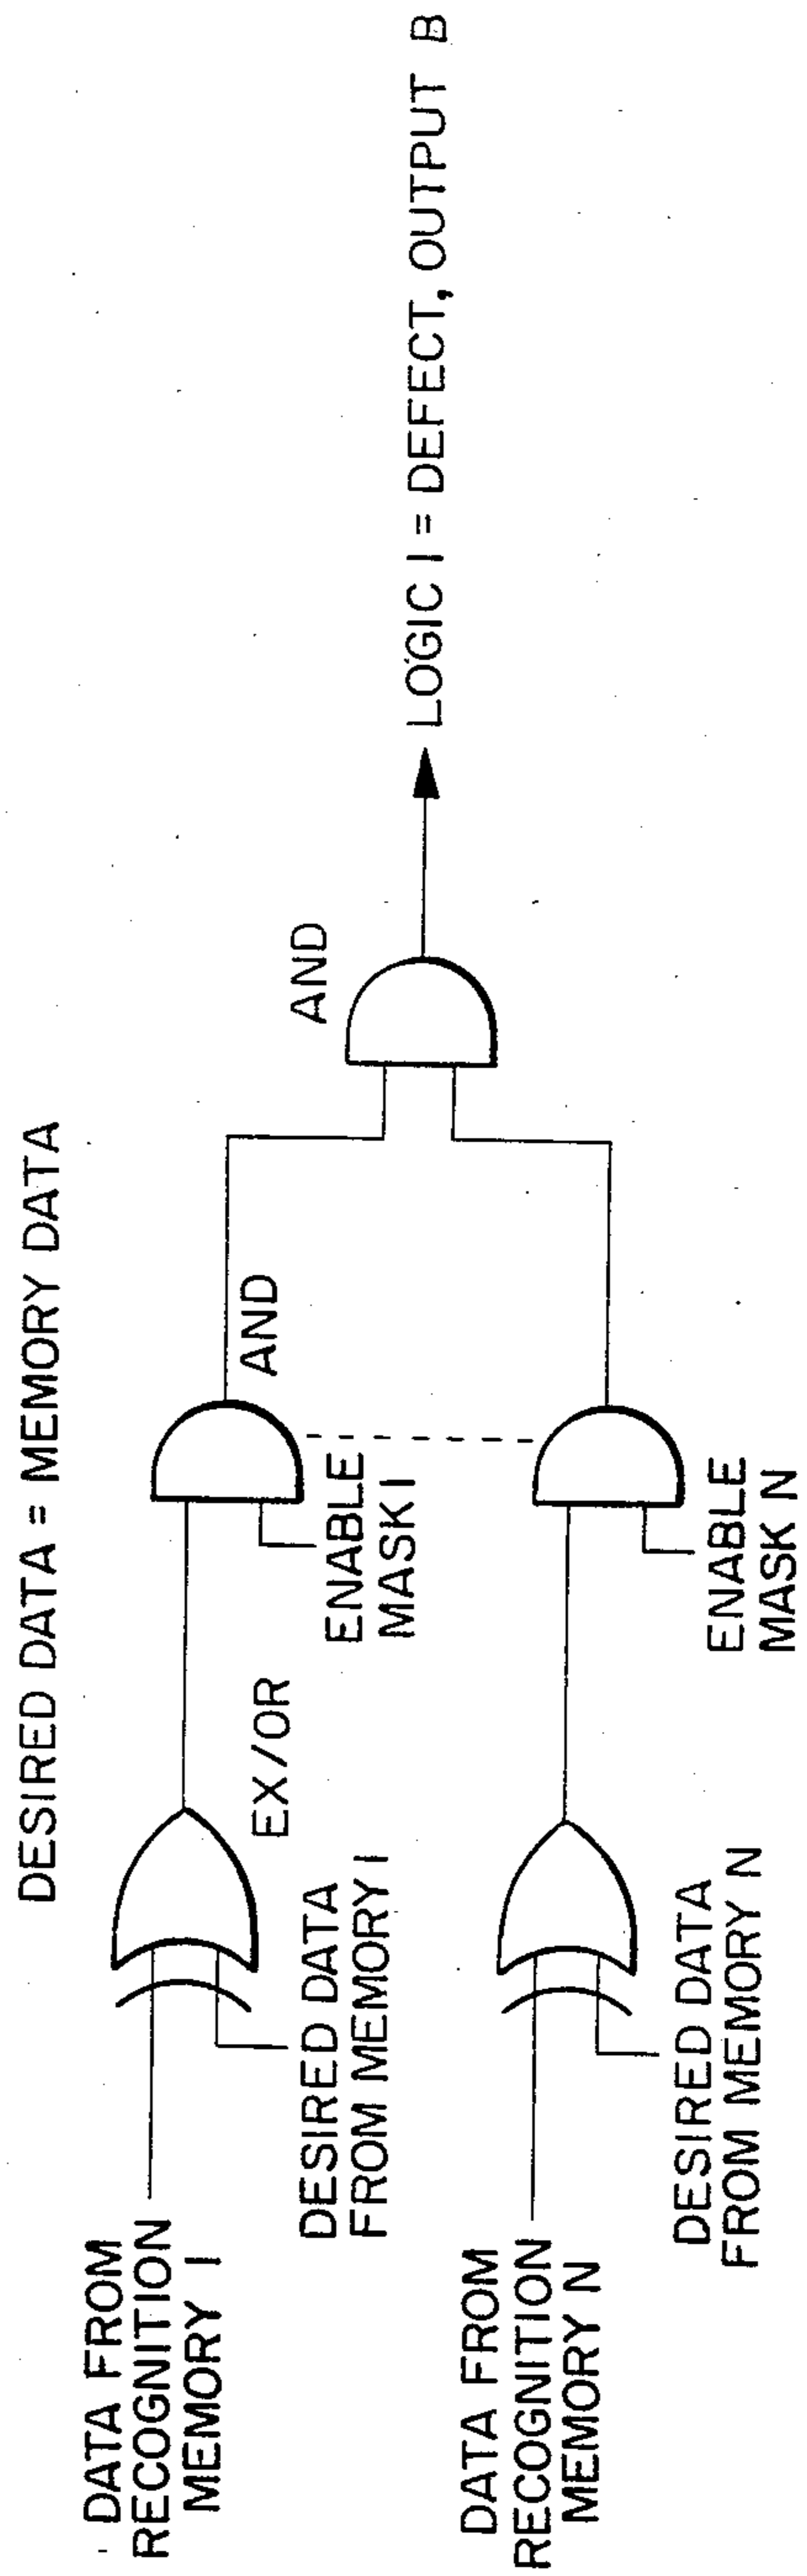 DESIRED DATA = MEMORY DATA
DATA FROM
RECOGNITION
MEMORY I
DESIRED DATA
FROM MEMORY I
EX/OR
ENABLE
MASK I
AND
AND
LOGIC I = DEFECT, OUTPUT B
DATA FROM
RECOGNITION
MEMORY N
DESIRED DATA
FROM MEMORY N
ENABLE
MASK N